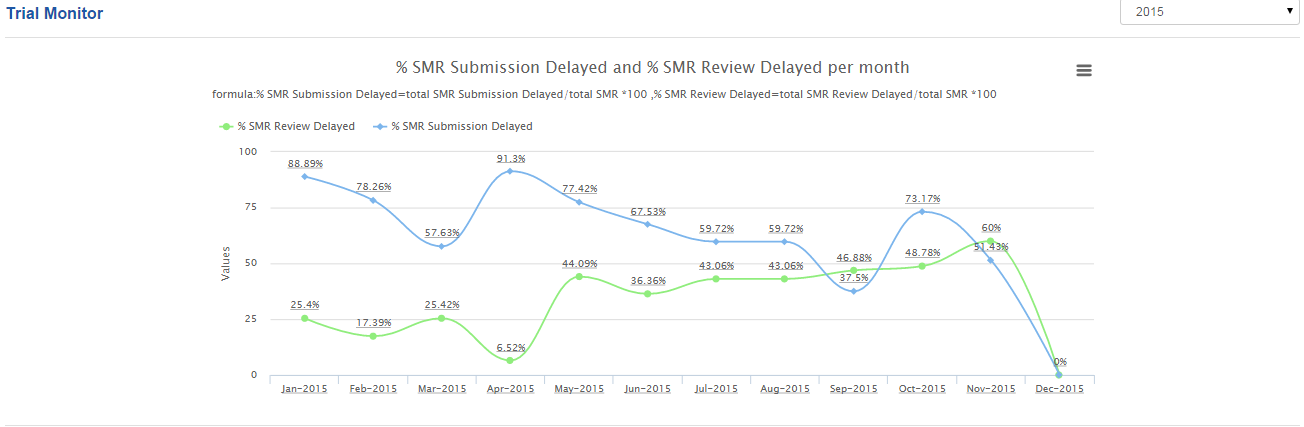 Trial Monitor
2015
% SMR Submission Delayed and % SMR Review Delayed per month
formula:% SMR Submission Delayed=total SMR Submission Delayed/total SMR *100 ,% SMR Review Delayed=total SMR Review Delayed/total SMR *100
% SMR Review Delayed % SMR Submission Delayed
Values
100
75
50
25
0
88.89% 78.26% 57.63% 91.3% 77.42% 67.53% 59.72% 59.72% 37.5% 73.17% 51.43%
25.4% 17.39% 25.42% 6.52% 44.09% 36.36% 43.06% 43.06% 46.88% 48.78% 60% 0%
Jan-2015 Feb-2015 Mar-2015 Apr-2015 May-2015 Jun-2015 Jul-2015 Aug-2015 Sep-2015 Oct-2015 Nov-2015 Dec-2015